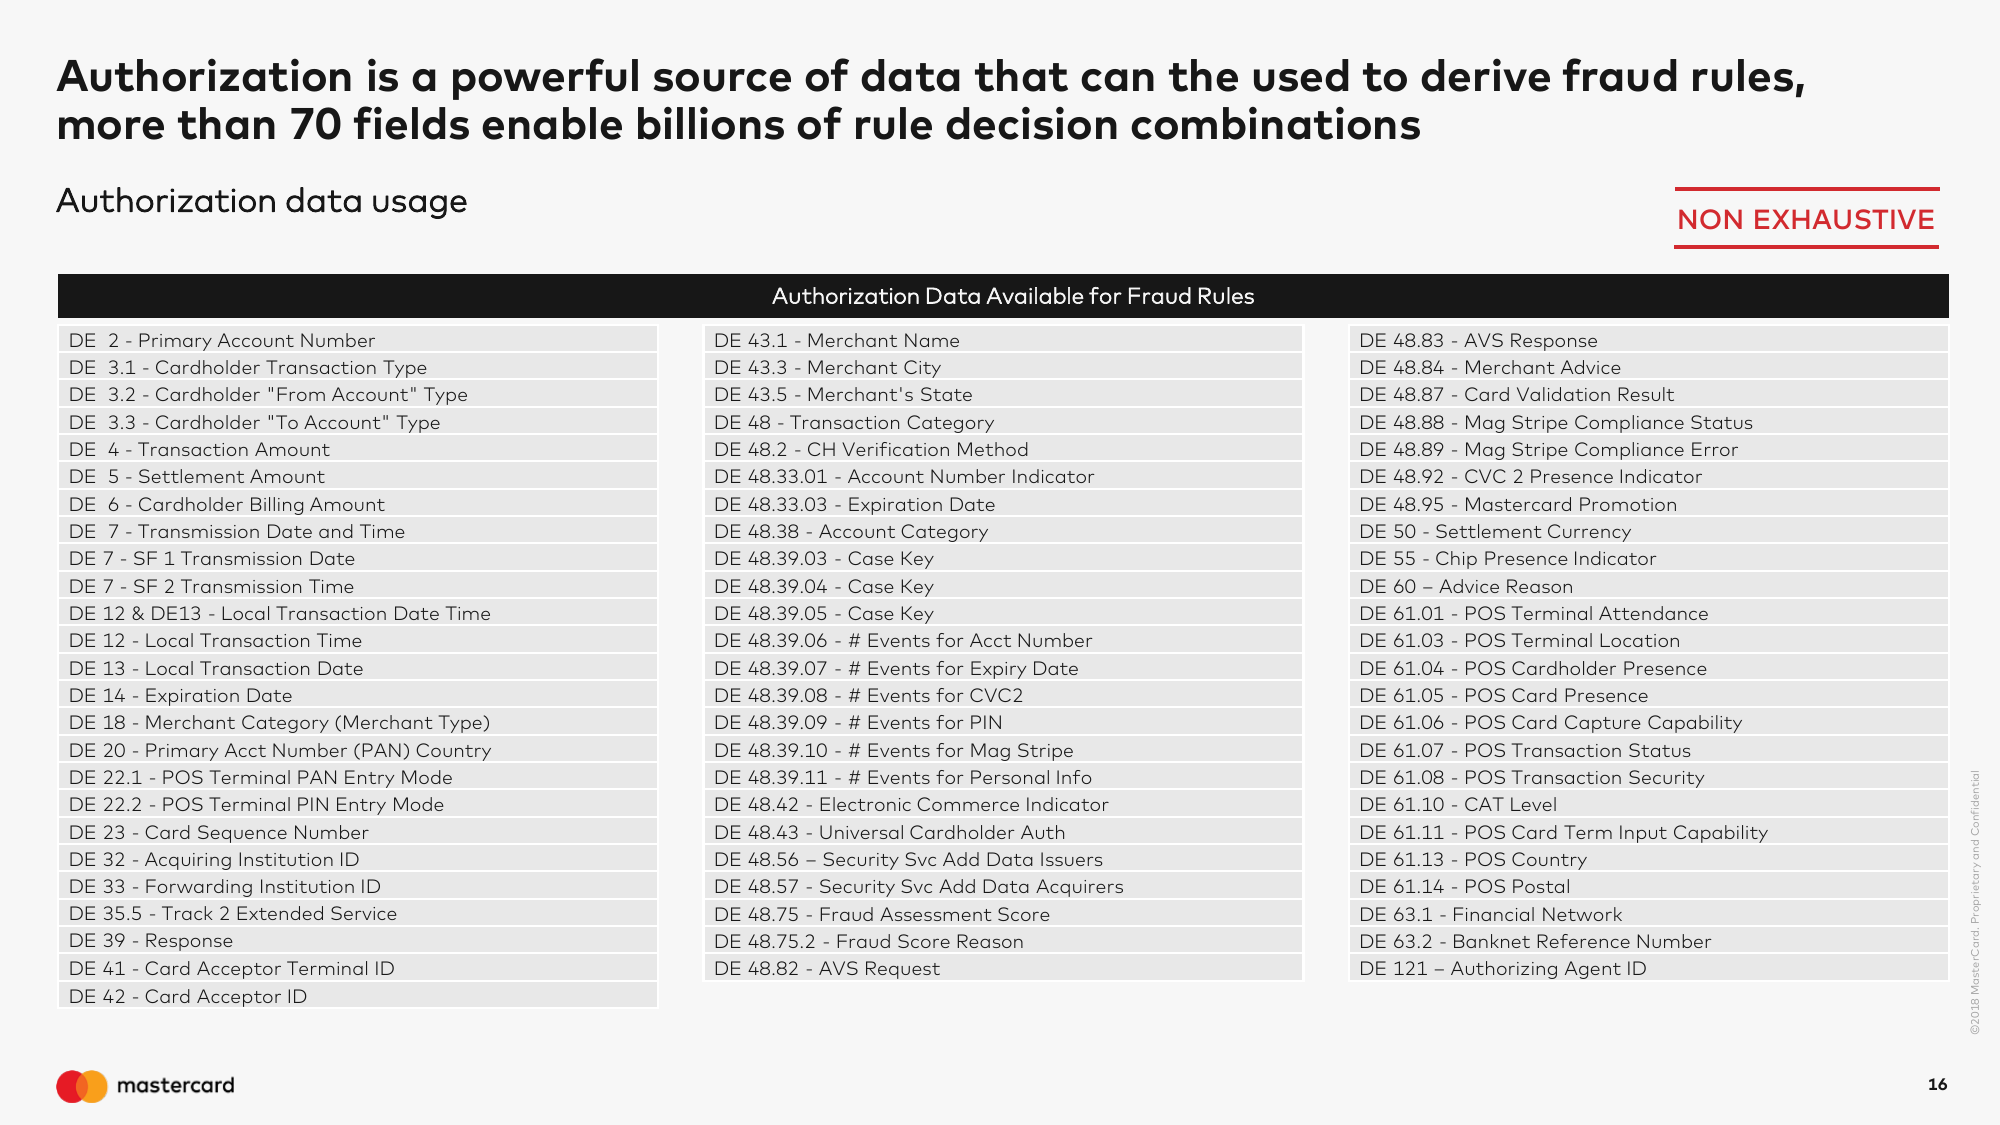 Authorization is a powerful source of data that can the used to derive fraud rules,
more than 70 fields enable billions of rule decision combinations
Authorization data usage
NON EXHAUSTIVE
Authorization Data Available for Fraud Rules
DE  2 - Primary Account Number
DE  3.1 - Cardholder Transaction Type
DE  3.2 - Cardholder "From Account" Type
DE  3.3 - Cardholder "To Account" Type
DE  4 - Transaction Amount
DE  5 - Settlement Amount
DE  6 - Cardholder Billing Amount
DE  7 - Transmission Date and Time
DE 7 - SF 1 Transmission Date
DE 7 - SF 2 Transmission Time
DE 12 & DE13 - Local Transaction Date Time
DE 12 - Local Transaction Time
DE 13 - Local Transaction Date
DE 14 - Expiration Date
DE 18 - Merchant Category (Merchant Type)
DE 20 - Primary Acct Number (PAN) Country
DE 22.1 - POS Terminal PAN Entry Mode
DE 22.2 - POS Terminal PIN Entry Mode
DE 23 - Card Sequence Number
DE 32 - Acquiring Institution ID
DE 33 - Forwarding Institution ID
DE 35.5 - Track 2 Extended Service
DE 39 - Response
DE 41 - Card Acceptor Terminal ID
DE 42 - Card Acceptor ID
DE 43.1 - Merchant Name
DE 43.3 - Merchant City
DE 43.5 - Merchant's State
DE 48 - Transaction Category
DE 48.2 - CH Verification Method
DE 48.33.01 - Account Number Indicator
DE 48.33.03 - Expiration Date
DE 48.38 - Account Category
DE 48.39.03 - Case Key
DE 48.39.04 - Case Key
DE 48.39.05 - Case Key
DE 48.39.06 - # Events for Acct Number
DE 48.39.07 - # Events for Expiry Date
DE 48.39.08 - # Events for CVC2
DE 48.39.09 - # Events for PIN
DE 48.39.10 - # Events for Mag Stripe
DE 48.39.11 - # Events for Personal Info
DE 48.42 - Electronic Commerce Indicator
DE 48.43 - Universal Cardholder Auth
DE 48.56 – Security Svc Add Data Issuers
DE 48.57 - Security Svc Add Data Acquirers
DE 48.75 - Fraud Assessment Score
DE 48.75.2 - Fraud Score Reason
DE 48.82 - AVS Request
DE 48.83 - AVS Response
DE 48.84 - Merchant Advice
DE 48.87 - Card Validation Result
DE 48.88 - Mag Stripe Compliance Status
DE 48.89 - Mag Stripe Compliance Error
DE 48.92 - CVC 2 Presence Indicator
DE 48.95 - Mastercard Promotion
DE 50 - Settlement Currency
DE 55 - Chip Presence Indicator
DE 60 – Advice Reason
DE 61.01 - POS Terminal Attendance
DE 61.03 - POS Terminal Location
DE 61.04 - POS Cardholder Presence
DE 61.05 - POS Card Presence
DE 61.06 - POS Card Capture Capability
DE 61.07 - POS Transaction Status
DE 61.08 - POS Transaction Security
DE 61.10 - CAT Level
DE 61.11 - POS Card Term Input Capability
DE 61.13 - POS Country
DE 61.14 - POS Postal
DE 63.1 - Financial Network
DE 63.2 - Banknet Reference Number
DE 121 – Authorizing Agent ID
©2018 MasterCard. Proprietary and Confidential
mastercard
16